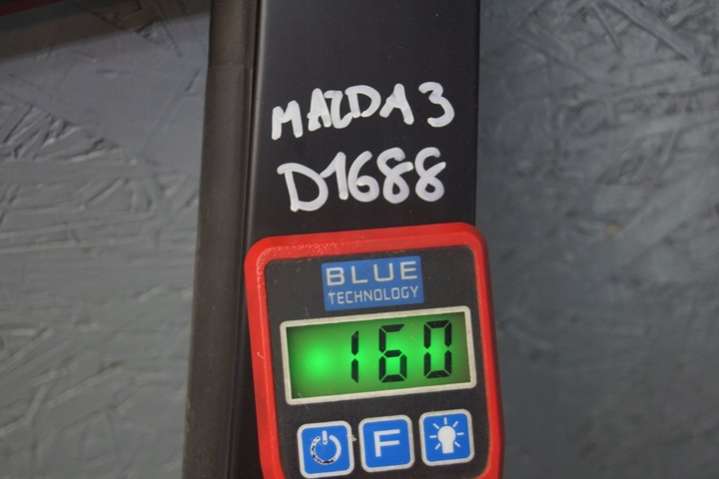 MAZDA 3
D1688
BLUE
TECHNOLOGY
160
F